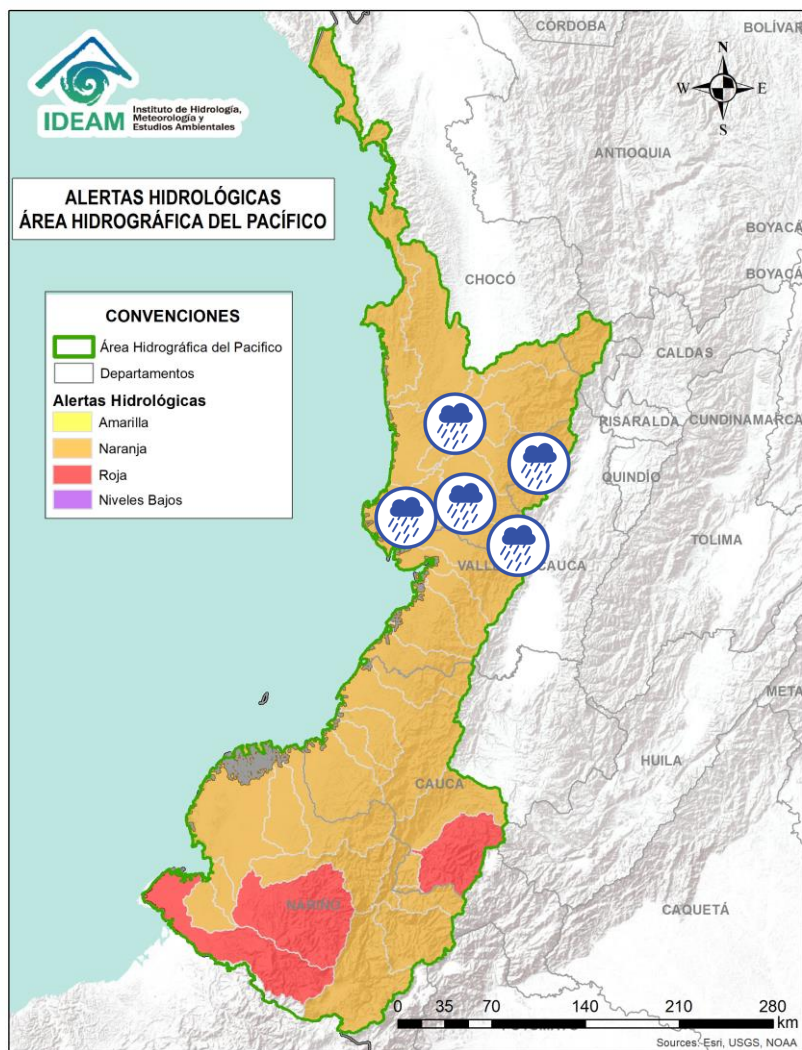 CÓRDOBA
BOLÍVAR
IDEAM
Instituto de Hidrología,
Meteorología y
Estudios Ambientales
N
W
E
S
ANTIOQUIA
ALERTAS HIDROLÓGICAS
ÁREA HIDROGRÁFICA DEL PACÍFICO
BOYACÁ
BOYACÁ
CHOCÓ
CONVENCIONES
Área Hidrográfica del Pacifico
Departamentos
Alertas Hidrológicas
Amarilla
Naranja
Roja
Niveles Bajos
CALDAS
RISARALDA
CUNDINAMARCA
QUINDÍO
TOLIMA
VALLE
CAUCA
META
HUILA
CAUCA
NARIÑO
CAQUETÁ
0 35 70 140 210 280
km
Sources: Esri, USGS, NOAA